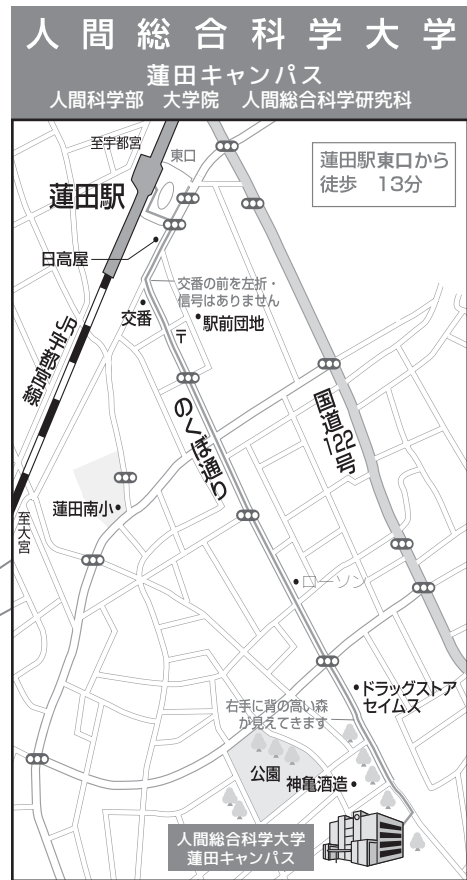 人間総合科学大学
蓮田キャンパス
人間科学部　大学院　人間総合科学研究科
至宇都宮
東口
蓮田駅東口から
徒歩　13分
蓮田駅
日高屋
交番の前を左折・
信号はありません
交番
駅前団地
〒
JR宇都宮線
のくぼ通り
国道122号
蓮田南小
至大宮
ローソン
ドラッグストア
セイムス
右手に背の高い森
が見えてきます
公園
神亀酒造
人間総合科学大学
蓮田キャンパス